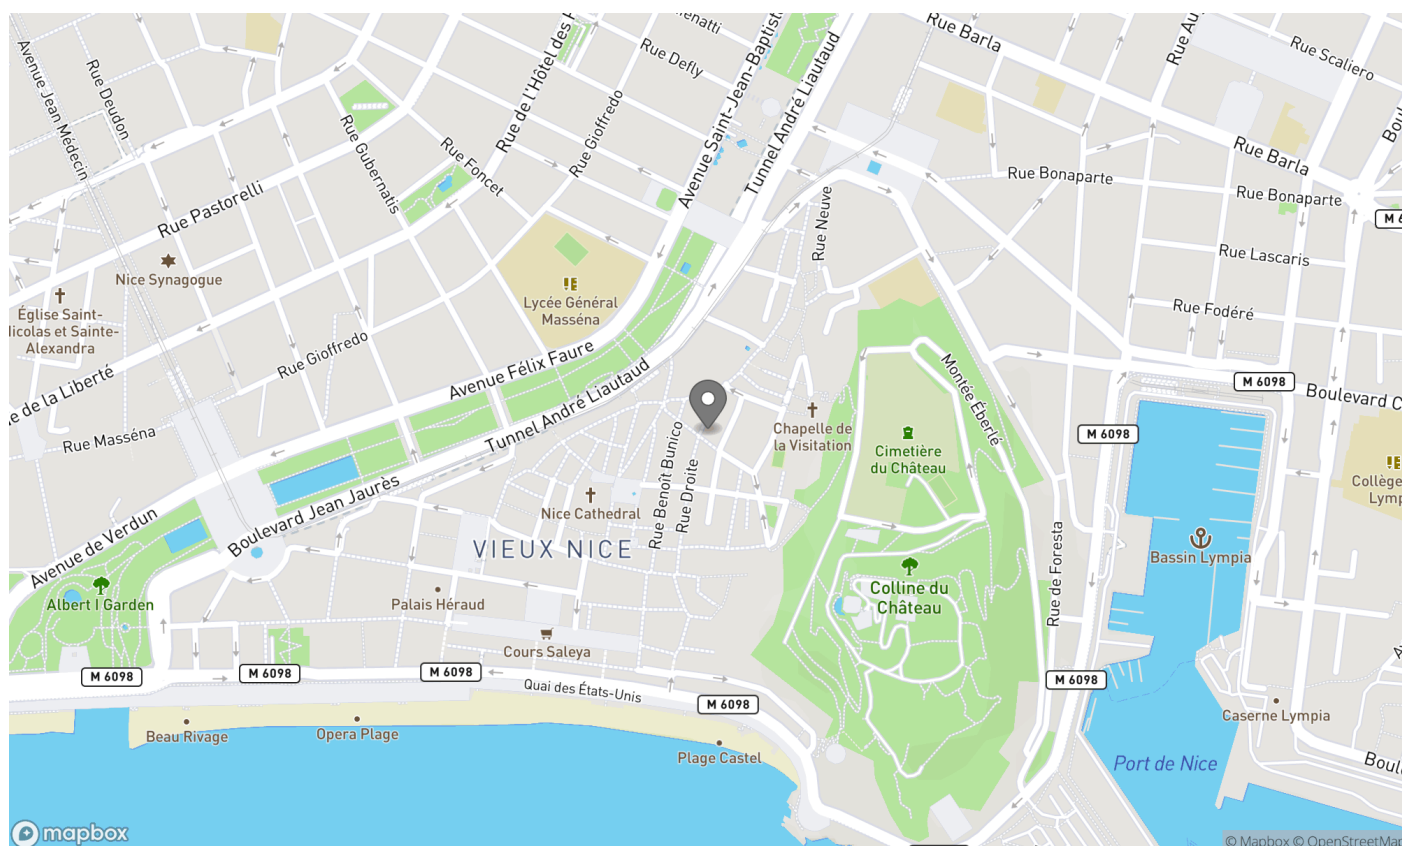 Rue Defly
Rue Barla
Rue Scaliero
Avenue Jean Médecin
Rue Deudon
Rue de l'Hôtel des
Avenue Saint-Jean-Baptiste
Tunnel André Liautaud
Rue Gioffredo
Rue Gubernatis
Rue Foncet
Rue Barla
Rue Bonaparte
Rue Bonaparte
Rue Pastorelli
Rue Neuve
Rue Lascaris
Nice Synagogue
Lycée Général
Masséna
Église Saint-
Nicolas et Sainte-
Alexandra
Rue Fodéré
Rue Gioffredo
Avenue Félix Faure
Tunnel André Liautaud
Montée Éberlé
M 6098
Boulevard
de la Liberté
Rue Masséna
Chapelle de
la Visitation
Cimetière
du Château
M 6098
Rue Benoît Bunico
Rue Droite
Collège
Nice Cathedral
Boulevard Jean Jaurès
Avenue de Verdun
VIEUX NICE
Bassin Lympia
Rue de Foresta
Colline du
Château
Albert I Garden
Palais Héraud
Cours Saleya
M 6098
M 6098
M 6098
Quai des États-Unis
M 6098
M 6098
Beau Rivage
Opera Plage
Plage Castel
Caserne Lympia
Port de Nice
mapbox
© Mapbox © OpenStreetMap